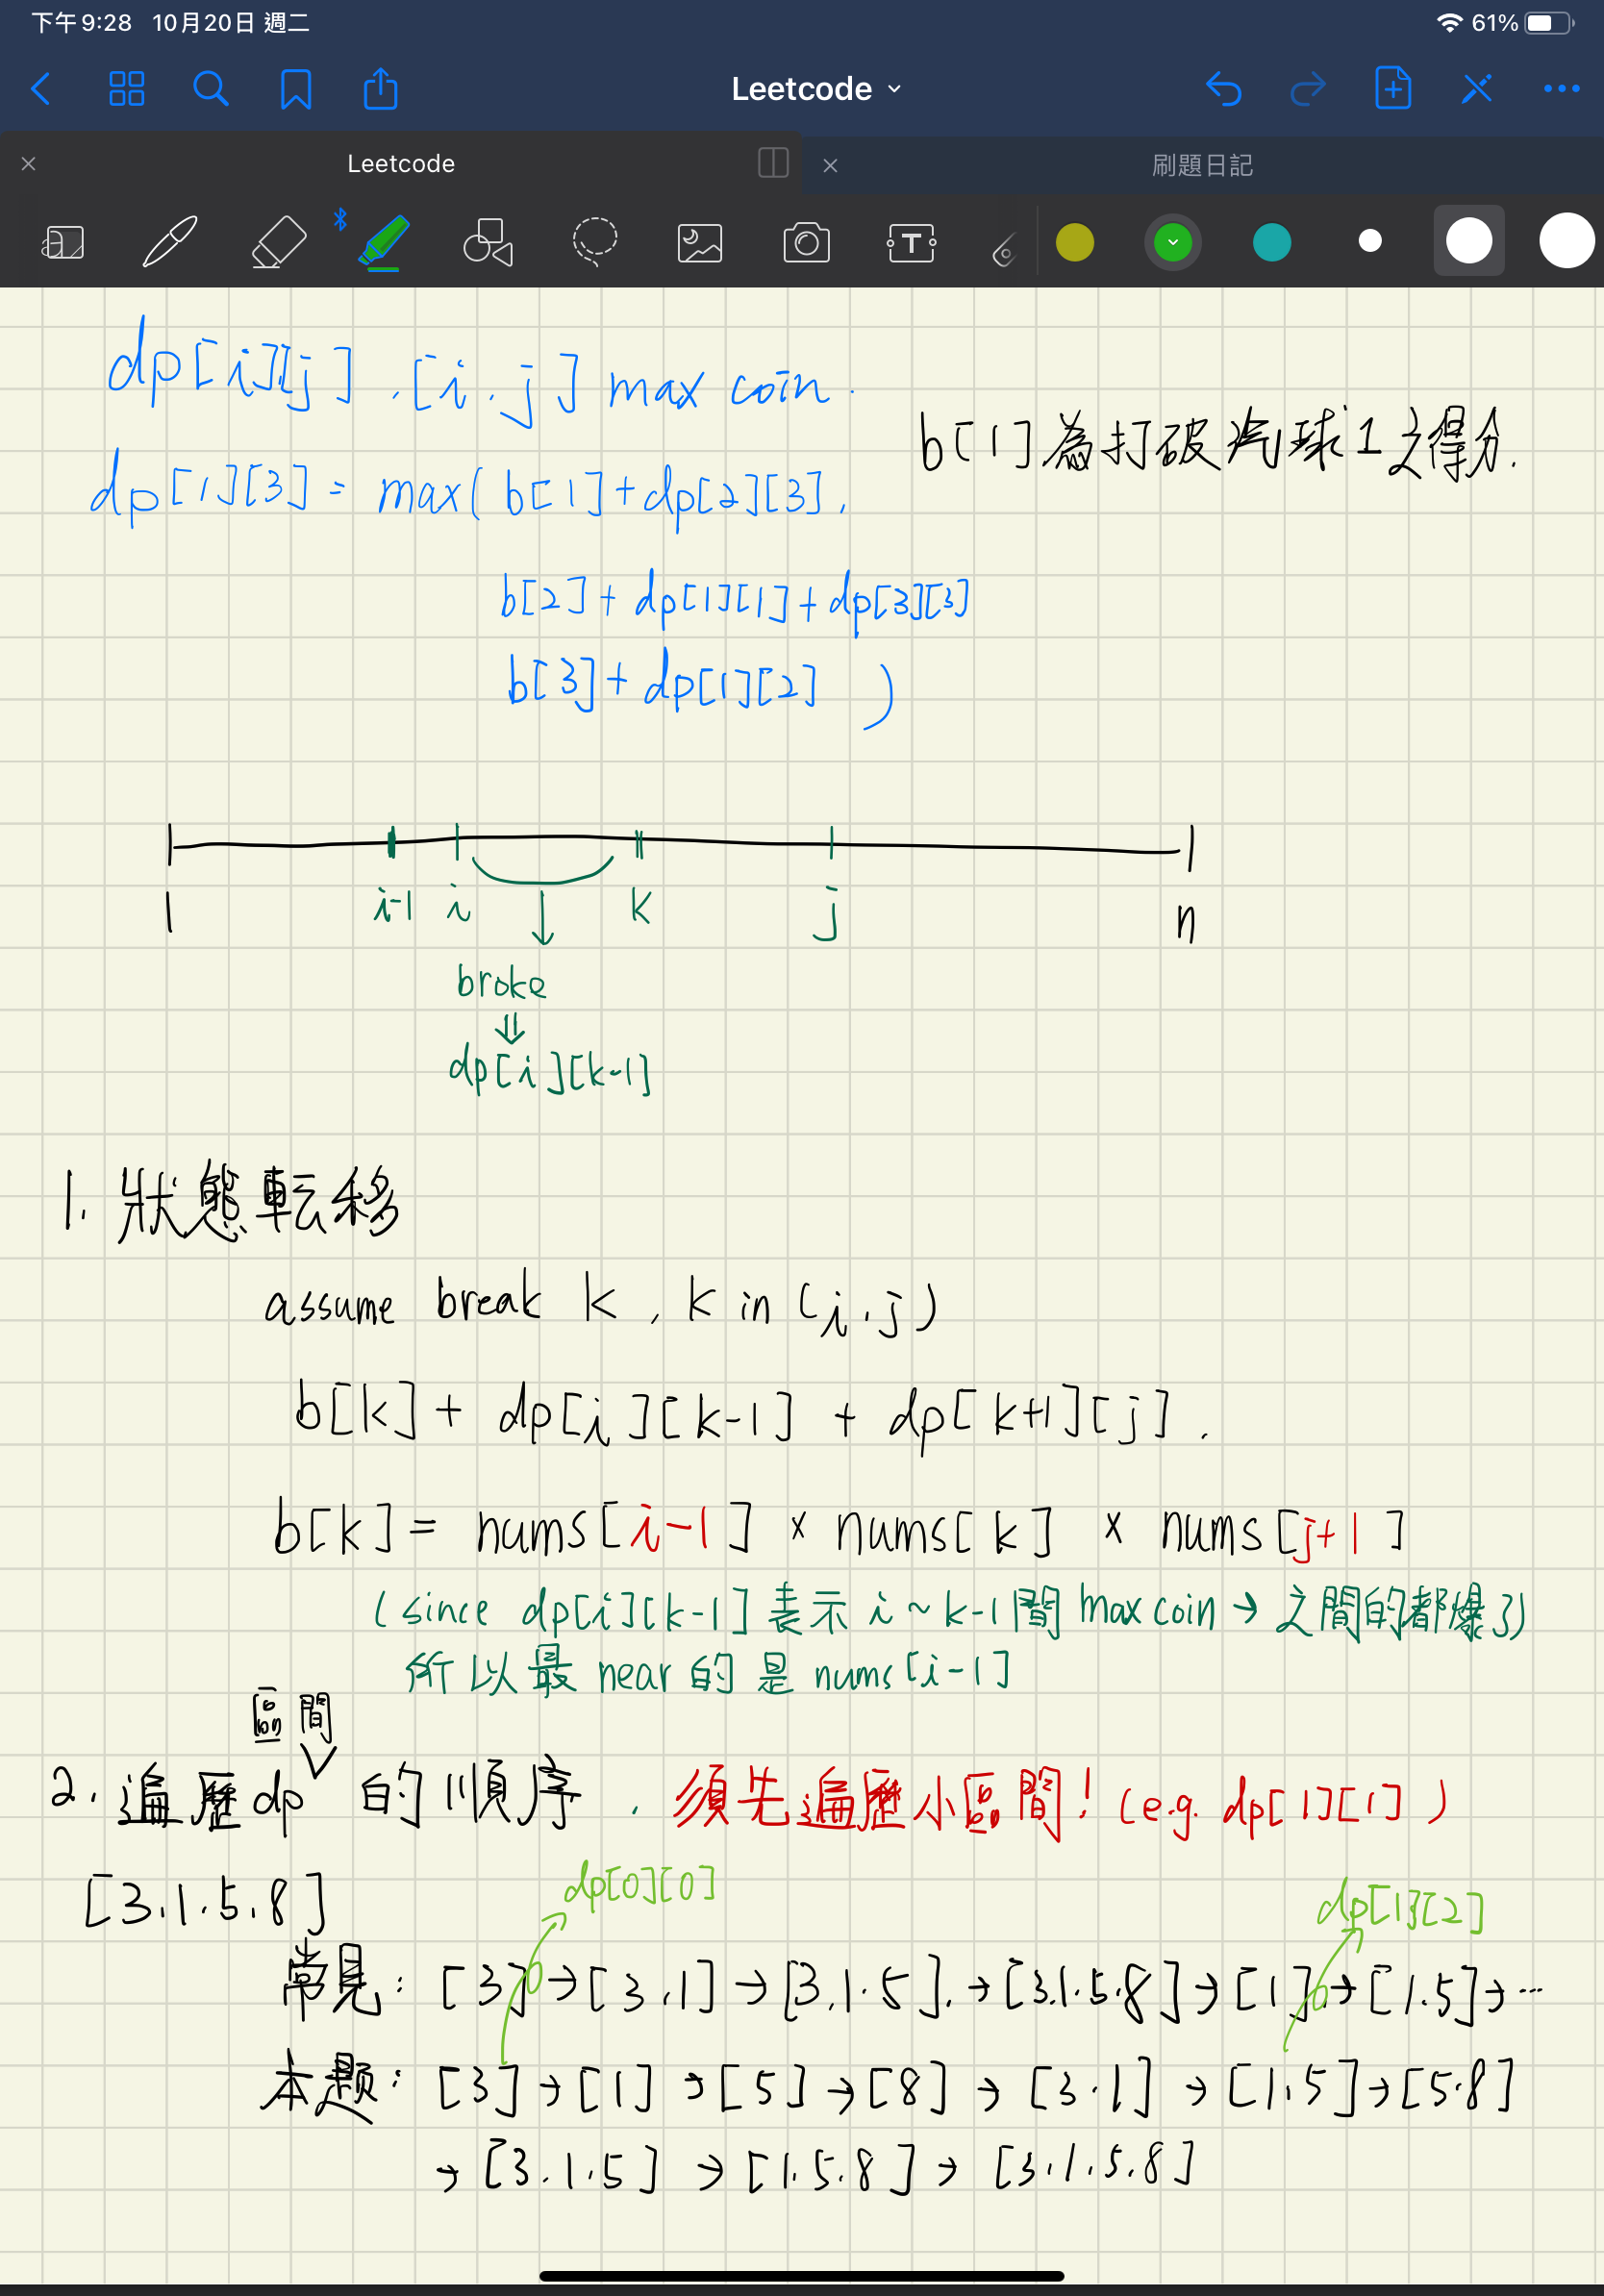 下午9:28 10月20日 週二
61%
Leetcode
Leetcode
刷題日記
T
dp[i][j] , [i , j] max coin .
b[1] 為打破汽球1之得分.
dp[1][3] = max( b[1]+dp[2][3] ,
b[2] + dp[1][1] + dp[3][3]
b[3] + dp[1][2] )
i-1 i k j
1 n
broke
⇓
dp[i][k-1]
1. 狀態転移
assume break k , k in (i , j)
b[k] + dp[i][k-1] + dp[k+1][j] .
b[k] = nums[i-1] × nums[k] × nums[j+1]
(since dp[i][k-1] 表示 i ~ k-1 間 max coin → 之間的都爆了)
所以最 near 的是 nums[i-1]
區間
2. 遍歷dp 的順序 , 須先遍歷小區間! (e.g. dp[1][1])
[3.1.5.8]
dp[0][0]
dp[1][2]
常見: [3] → [3.1] → [3.1.5]. → [3.1.5.8] → [1] → [1.5] → …
本題: [3] → [1] → [5] → [8] → [3.1] → [1.5] → [5.8]
→ [3.1.5] → [1.5.8] → [3.1.5.8]